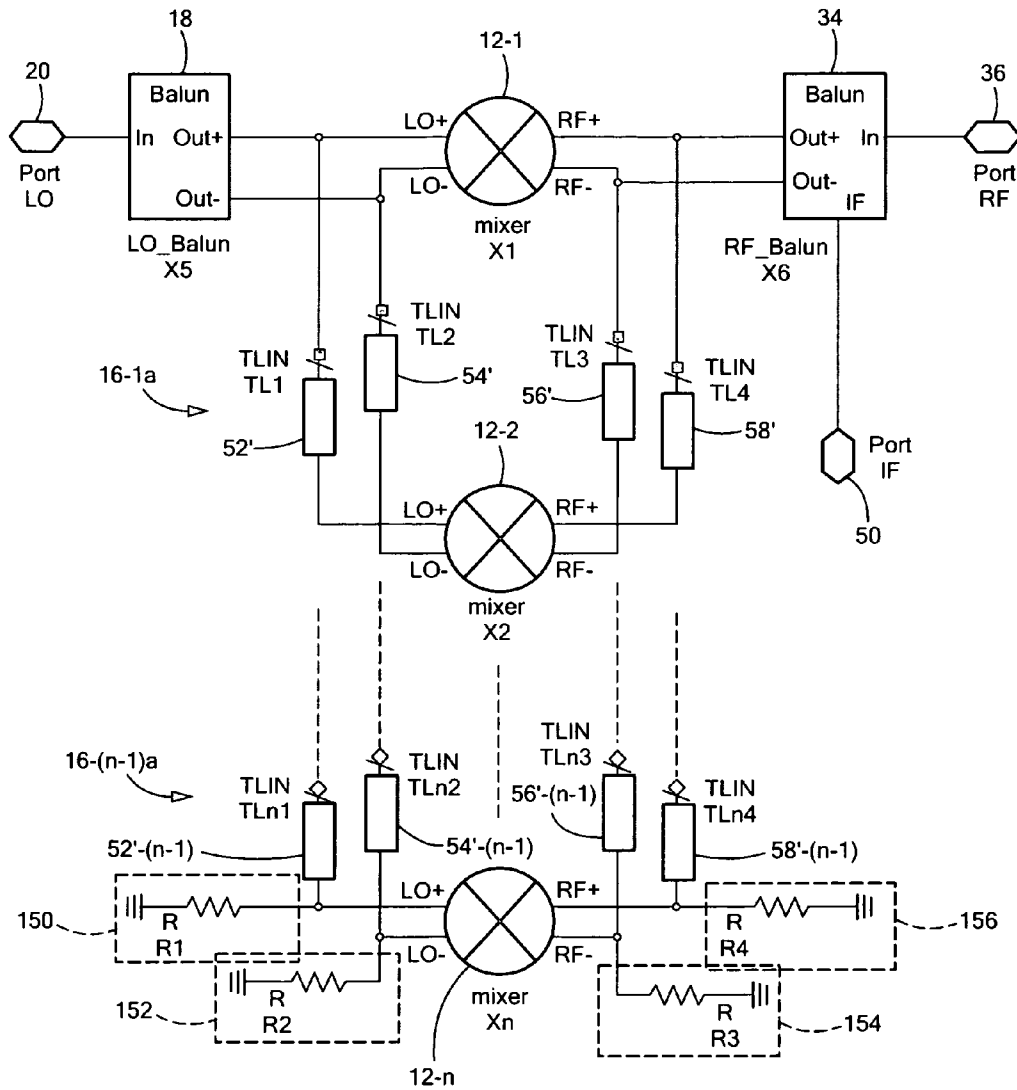 18
12-1
34
20
36
Balun
In
Out+
Out-
LO+
LO-
RF+
RF-
Balun
Out+
Out-
In
IF
Port
LO
Port
RF
LO_Balun
X5
mixer
X1
RF_Balun
X6
TLIN
TL2
TLIN
TL1
TLIN
TL3
TLIN
TL4
16-1a
54'
56'
52'
58'
12-2
Port
IF
50
LO+
LO-
RF+
RF-
mixer
X2
16-(n-1)a
TLIN
TLn2
TLIN
TLn1
TLIN
TLn3
TLIN
TLn4
56'-(n-1)
52'-(n-1)
54'-(n-1)
58'-(n-1)
LO+
LO-
RF+
RF-
150
R
R1
R
R4
156
152
R
R2
mixer
Xn
R
R3
154
12-n